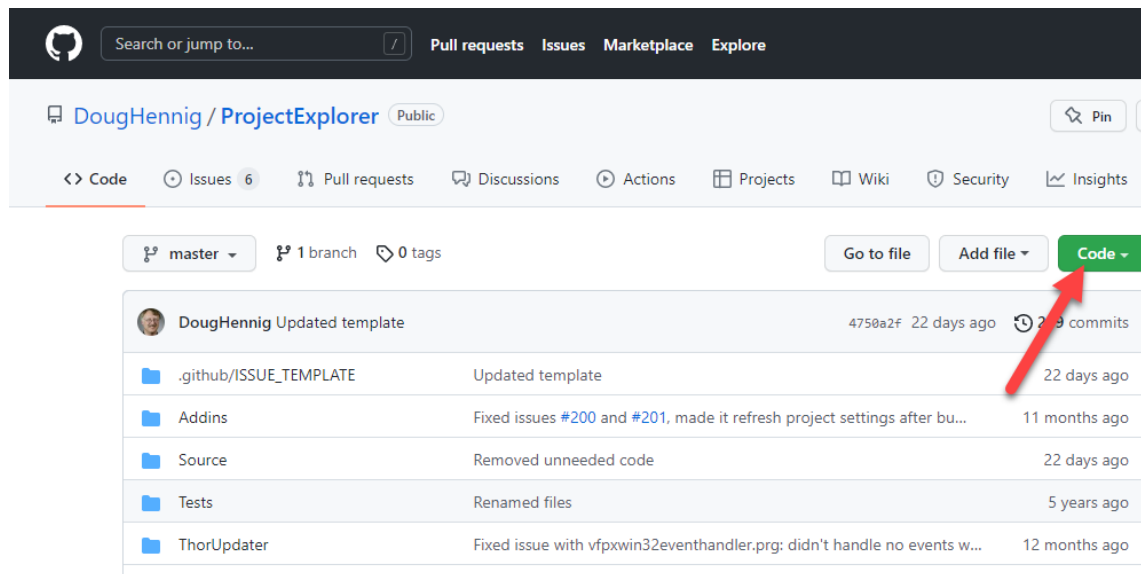 Search or jump to... / Pull requests Issues Marketplace Explore
DougHennig / ProjectExplorer Public Pin
Code Issues 6 Pull requests Discussions Actions Projects Wiki Security Insights
master 1 branch 0 tags Go to file Add file Code
DougHennig Updated template 4750a2f 22 days ago commits
.github/ISSUE_TEMPLATE Updated template 22 days ago
Addins Fixed issues #200 and #201, made it refresh project settings after bu... 11 months ago
Source Removed unneeded code 22 days ago
Tests Renamed files 5 years ago
ThorUpdater Fixed issue with vfpxwin32eventhandler.prg: didn't handle no events w... 12 months ago